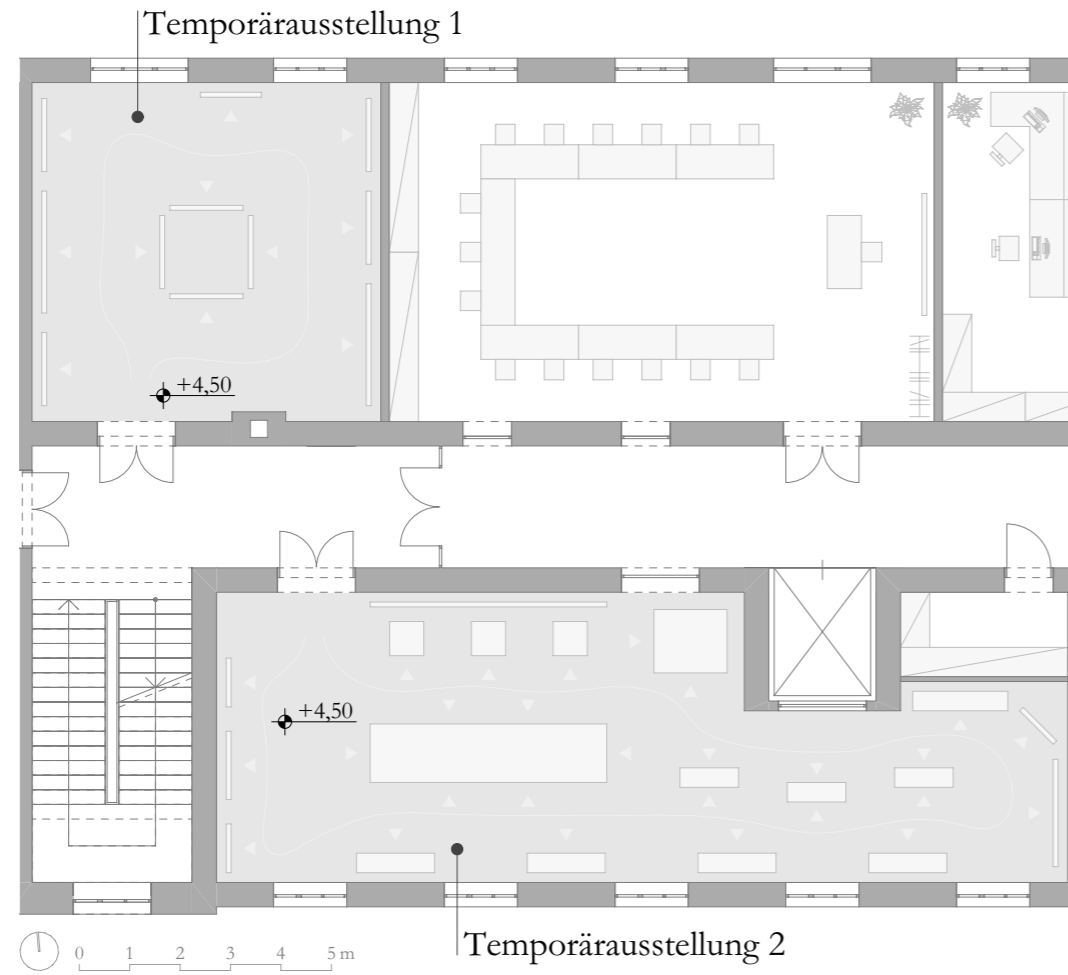 Temporärausstellung 1
+4,50
+4,50
Temporärausstellung 2
0 1 2 3 4 5 m